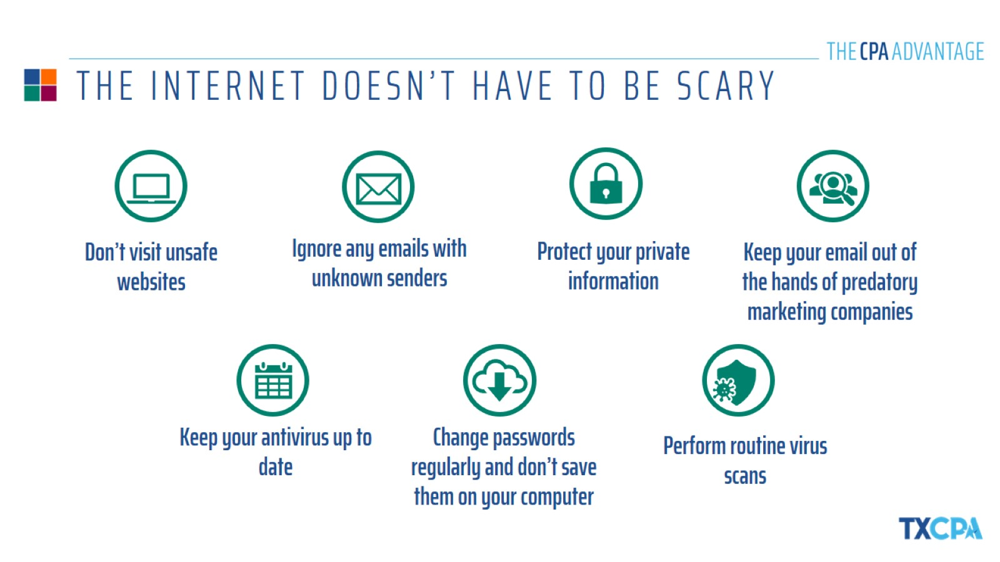 THE CPA ADVANTAGE
THE INTERNET DOESN'T HAVE TO BE SCARY
Don't visit unsafe
websites
Ignore any emails with
unknown senders
Protect your private
information
Keep your email out of
the hands of predatory
marketing companies
Keep your antivirus up to
date
Change passwords
regularly and don't save
them on your computer
Perform routine virus
scans
TXCPA